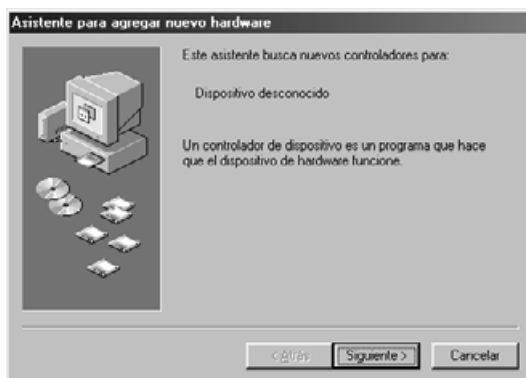 Asistente para agregar nuevo hardware
Este asistente busca nuevos controladores para:
Dispositivo desconocido
Un controlador de dispositivo es un programa que hace
que el dispositivo de hardware funcione.
< Atrás
Siguiente >
Cancelar